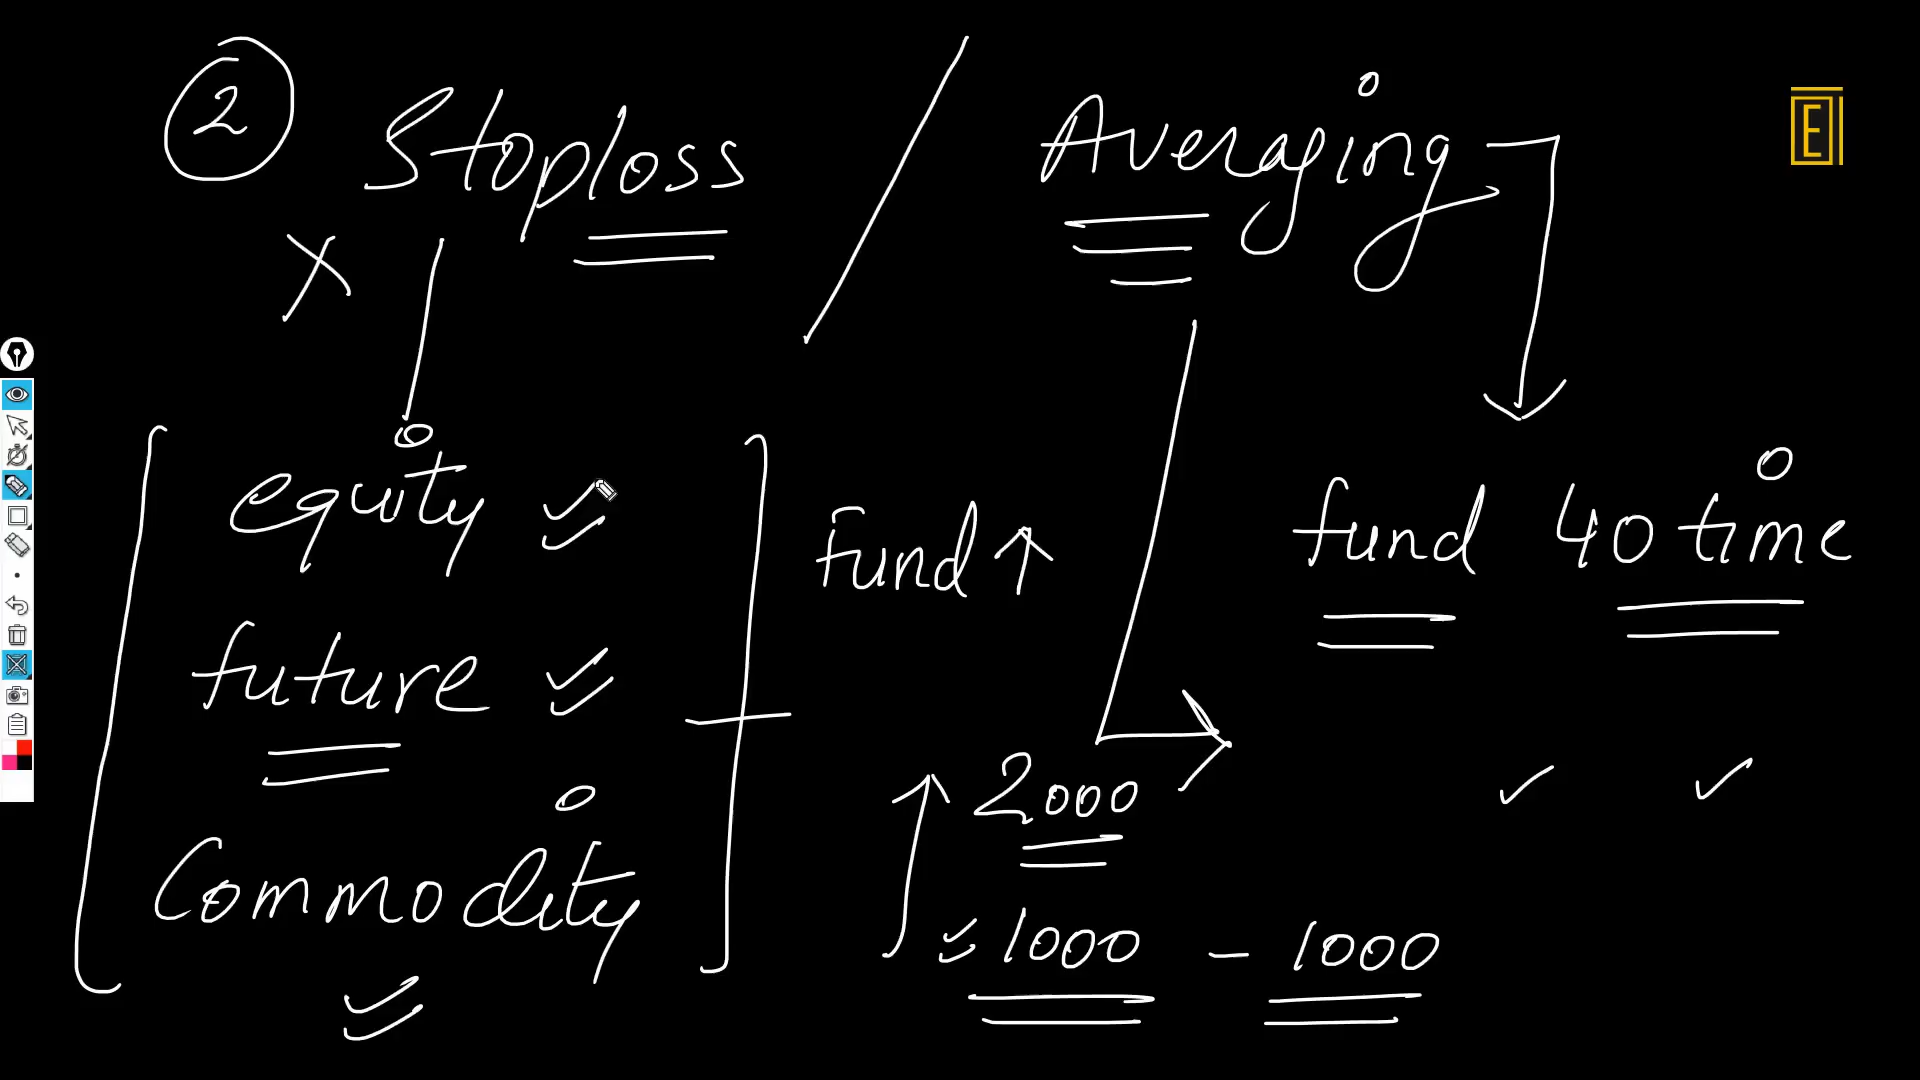 2 Stoploss / Averaging
E
equity
Fund ↑
fund 40 time
future
2000
Commodity
1000 - 1000